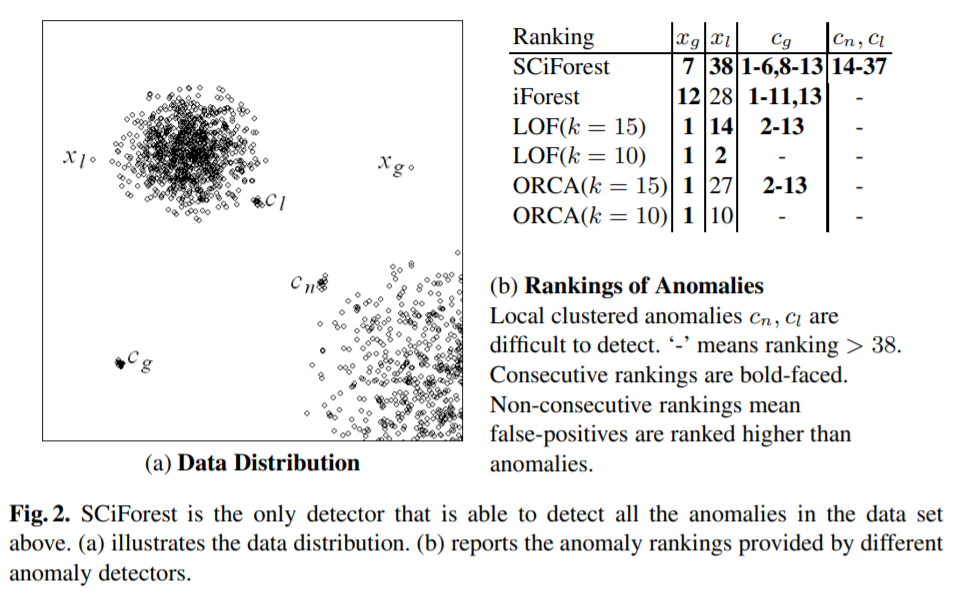 x_l
x_g
c_l
c_n
c_g
(a) Data Distribution
Ranking x_g x_l c_g c_n, c_l
SCiForest 7 38 1-6,8-13 14-37
iForest 12 28 1-11,13 -
LOF(k = 15) 1 14 2-13 -
LOF(k = 10) 1 2 - -
ORCA(k = 15) 1 27 2-13 -
ORCA(k = 10) 1 10 - -
(b) Rankings of Anomalies
Local clustered anomalies c_n, c_l are
difficult to detect. ‘-’ means ranking > 38.
Consecutive rankings are bold-faced.
Non-consecutive rankings mean
false-positives are ranked higher than
anomalies.
Fig. 2. SCiForest is the only detector that is able to detect all the anomalies in the data set
above. (a) illustrates the data distribution. (b) reports the anomaly rankings provided by different
anomaly detectors.